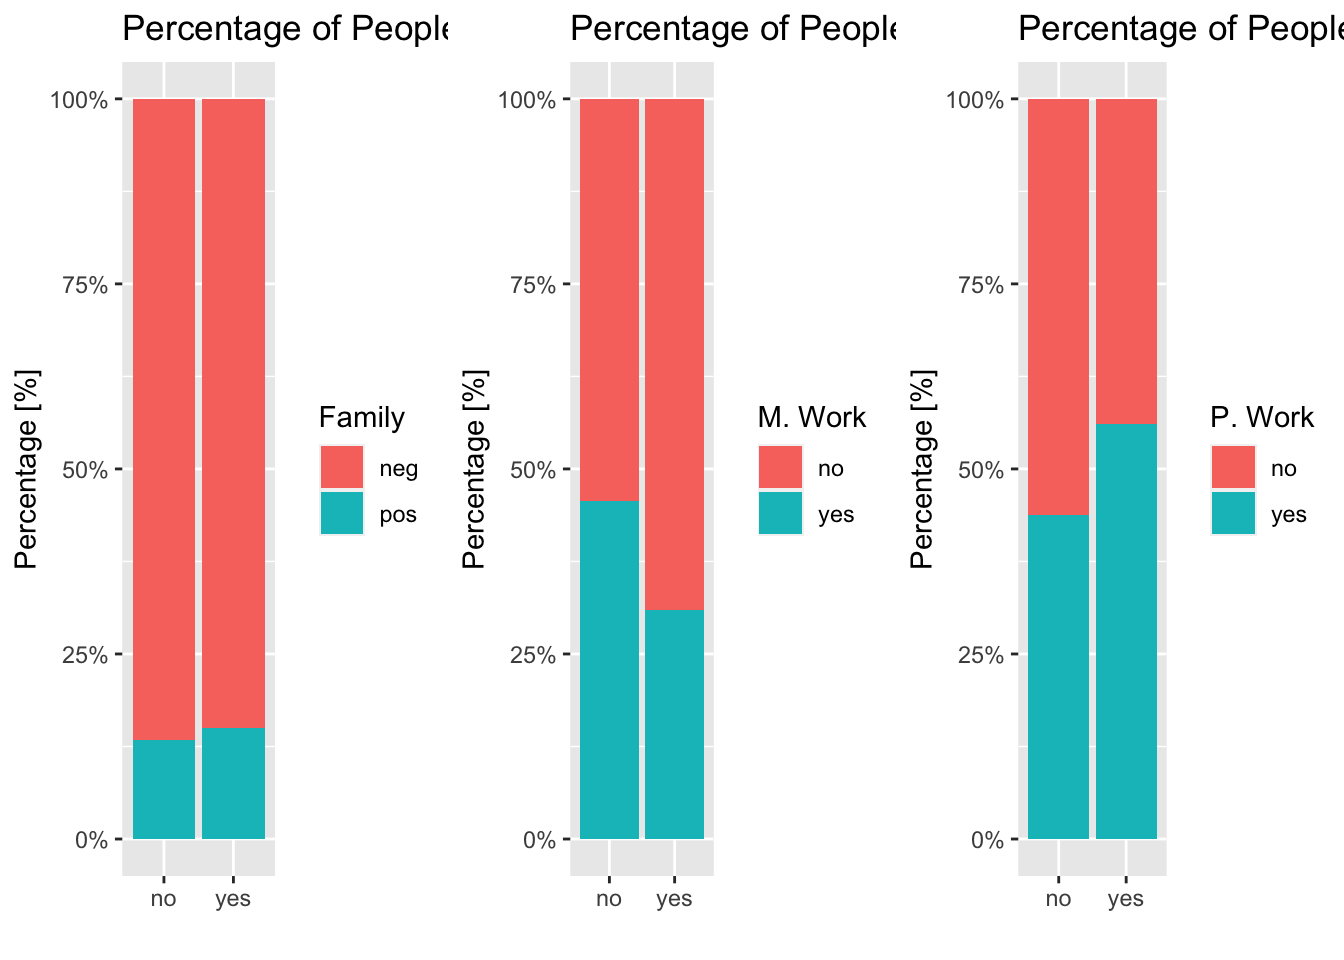 Percentage of People
100%
75%
50%
25%
0%
Percentage [%]
no yes
Family
neg
pos
Percentage of People
100%
75%
50%
25%
0%
Percentage [%]
no yes
M. Work
no
yes
Percentage of People
100%
75%
50%
25%
0%
Percentage [%]
no yes
P. Work
no
yes